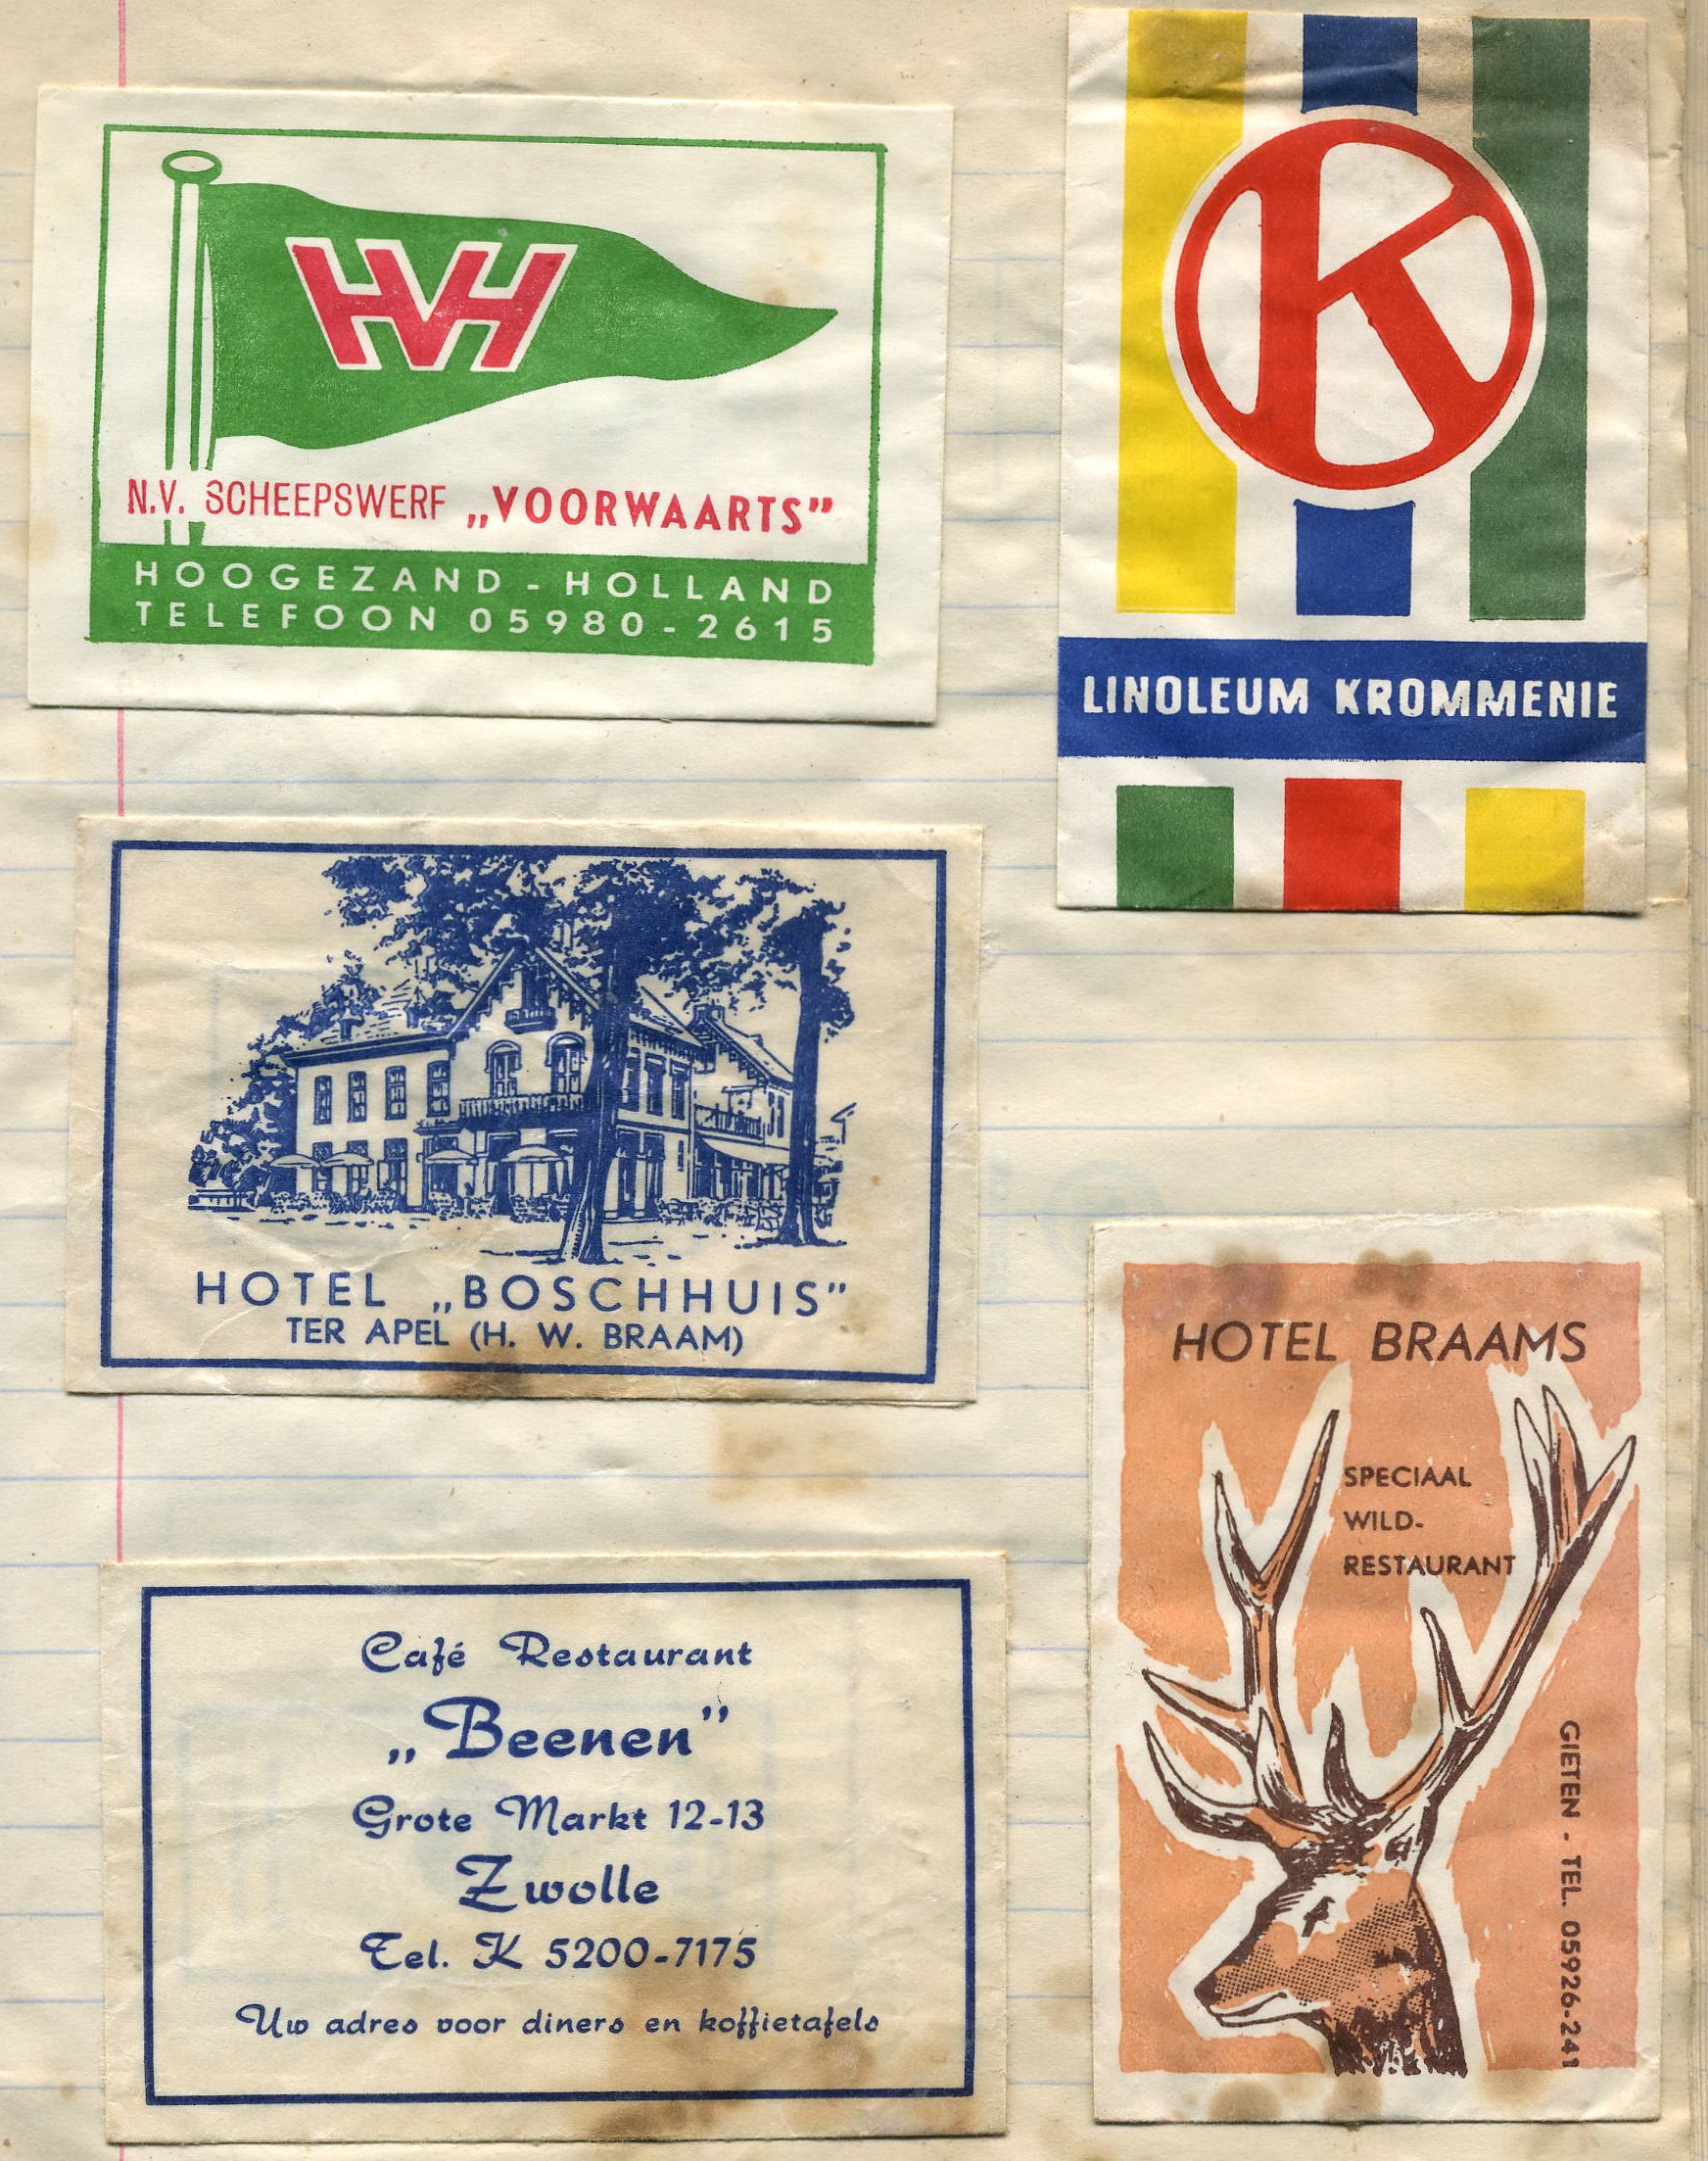 HVH
N.V. SCHEEPSWERF „VOORWAARTS”
HOOGEZAND - HOLLAND
TELEFOON 05980 - 2615
K
LINOLEUM KROMMENIE
HOTEL „BOSCHHUIS”
TER APEL (H. W. BRAAM)
HOTEL BRAAMS
SPECIAAL
WILD-
RESTAURANT
GIETEN - TEL. 05926-241
Café Restaurant
„Beenen”
Grote Markt 12-13
Zwolle
Tel. K 5200-7175
Uw adres voor diners en koffietafels